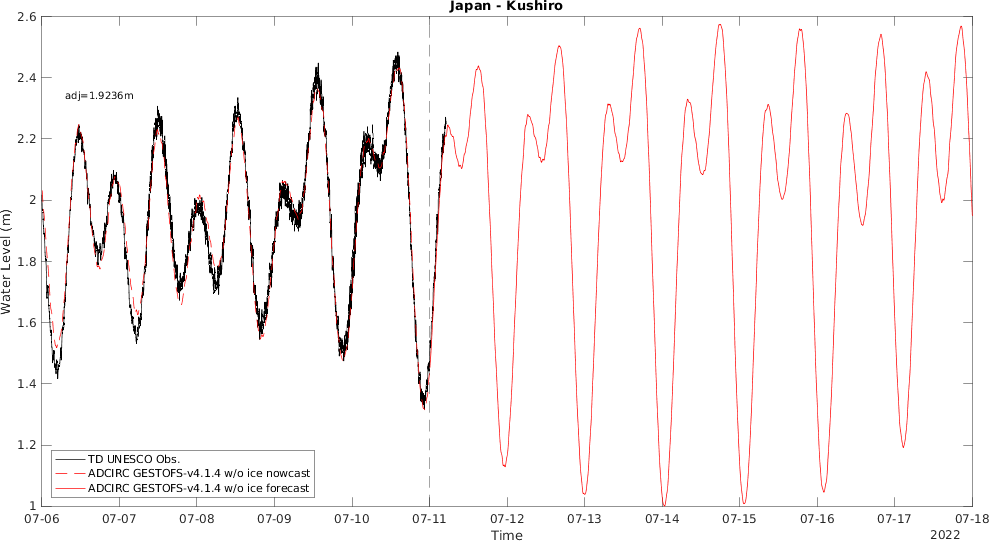 Japan - Kushiro
2.6
2.4
2.2
2
1.8
1.6
1.4
1.2
1
Water Level (m)
adj=1.9236m
TD UNESCO Obs.
ADCIRC GESTOFS-v4.1.4 w/o ice nowcast
ADCIRC GESTOFS-v4.1.4 w/o ice forecast
07-06 07-07 07-08 07-09 07-10 07-11 07-12 07-13 07-14 07-15 07-16 07-17 07-18
Time
2022